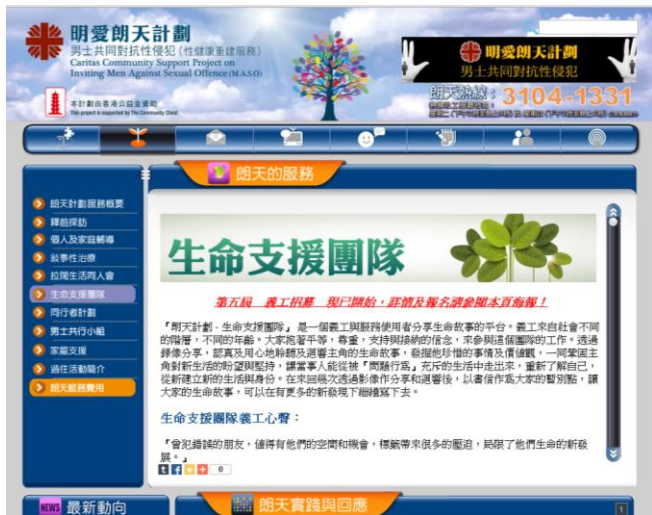 明愛朗天計劃
男士共同對抗性侵犯(性健康重建服務)
Caritas Community Support Project on
Inviting Men Against Sexual Offence (M.A.S.O)
本計劃由香港公益金資助
This project is supported by The Community Chest
明愛朗天計劃
男士共同對抗性侵犯
朗天熱線：3104-1331
朗天的服務
朗天計劃服務概要
釋前探訪
個人及家庭輔導
敍事性治療
拉闊生活同人會
生命支援團隊
同行者計劃
男士共行小組
家屬支援
過往活動簡介
朗天服務費用
生命支援團隊
第五屆 義工招募 現已開始，詳情及報名請參閱本頁海報！
『朗天計劃 - 生命支援團隊』 是一個義工與服務使用者分享生命故事的平台。義工來自社會不同
的階層，不同的年齡。大家抱著平等，尊重，支持與接納的信念，來參與這個團隊的工作。透過
錄像分享，認真及用心地聆聽及迴響主角的生命故事，發掘他珍惜的事情及價值觀，一同鞏固主
角對新生活的盼望與堅持，讓當事人能從被『問題行為』充斥的生活中走出來，重新了解自己，
從新建立新的生活與身份。在來回幾次透過影像作分享和迴響後，以書信作為大家的暫別點，讓
大家的生命故事，可以在有更多的新發現下細續寫下去。
生命支援團隊義工心聲：
『曾犯錯誤的朋友，值得有他們的空間和機會，標籤帶來很多的壓迫，局限了他們生命的新發
展。』
0
NEWS 最新動向
朗天實踐與回應
1